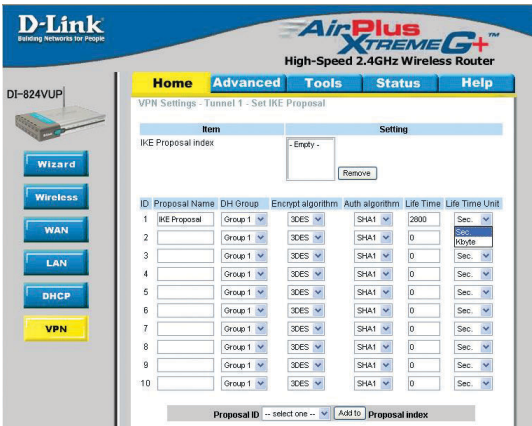 D-Link
Building Networks for People
AirPlus
XTREME G+™
High-Speed 2.4GHz Wireless Router
DI-824VUP
Home Advanced Tools Status Help
VPN Settings - Tunnel 1 - Set IKE Proposal
Item Setting
IKE Proposal index - Empty -
Remove
Wizard
Wireless
WAN
LAN
DHCP
VPN
ID Proposal Name DH Group Encrypt algorithm Auth algorithm Life Time Life Time Unit
1 IKE Proposal Group 1 3DES SHA1 2800 Sec.
Sec.
Kbyte
2 Group 1 3DES SHA1 0
3 Group 1 3DES SHA1 0 Sec.
4 Group 1 3DES SHA1 0 Sec.
5 Group 1 3DES SHA1 0 Sec.
6 Group 1 3DES SHA1 0 Sec.
7 Group 1 3DES SHA1 0 Sec.
8 Group 1 3DES SHA1 0 Sec.
9 Group 1 3DES SHA1 0 Sec.
10 Group 1 3DES SHA1 0 Sec.
Proposal ID -- select one -- Add to Proposal index